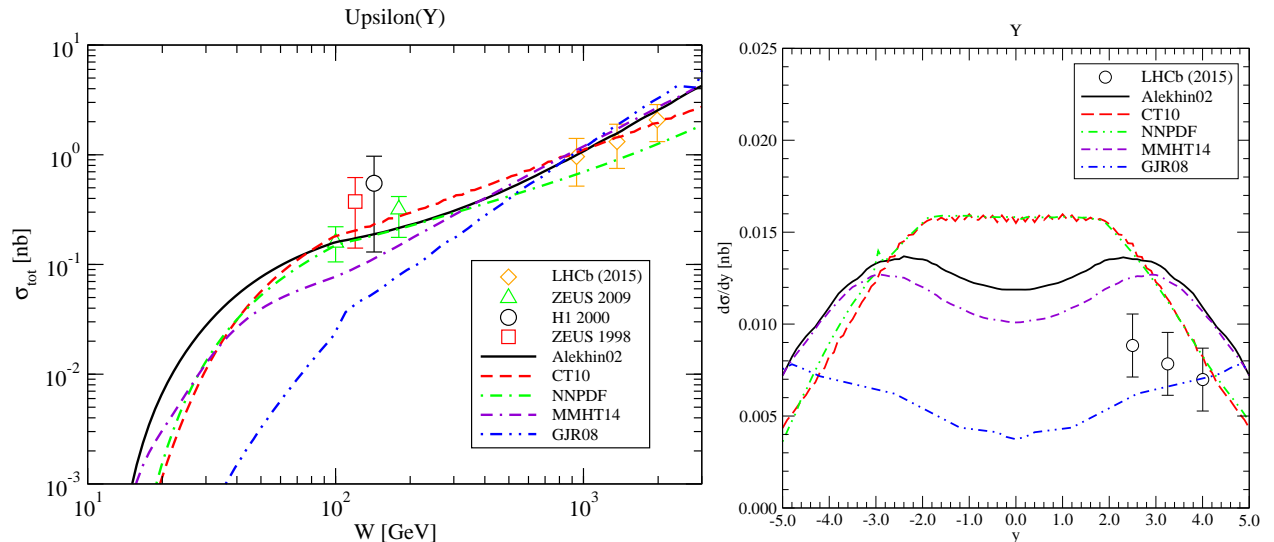 Upsilon(Y)
10^1
10^0
10^-1
10^-2
10^-3
σ_tot [nb]
LHCb (2015)
ZEUS 2009
H1 2000
ZEUS 1998
Alekhin02
CT10
NNPDF
MMHT14
GJR08
10^1 10^2 10^3
W [GeV]
Y
0.025
0.020
0.015
0.010
0.005
0.000
dσ/dy [nb]
LHCb (2015)
Alekhin02
CT10
NNPDF
MMHT14
GJR08
-5.0 -3.0 -1.0 0.0 1.0 3.0 5.0
-4.0 -2.0 2.0 4.0
y